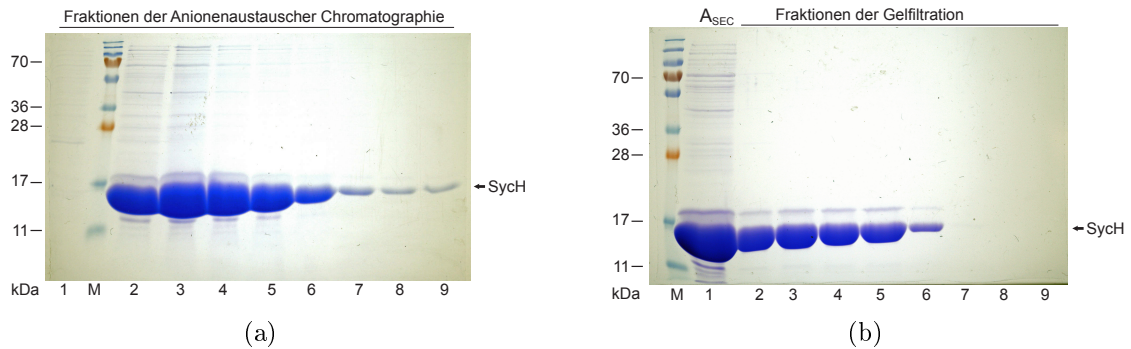 Fraktionen der Anionenaustauscher Chromatographie
70
36
28
17
11
SycH
kDa 1 M 2 3 4 5 6 7 8 9
(a)
A_SEC Fraktionen der Gelfiltration
70
36
28
17
11
SycH
kDa M 1 2 3 4 5 6 7 8 9
(b)